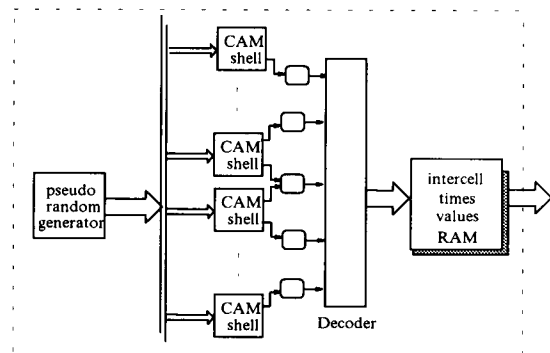 CAM
shell
CAM
shell
pseudo
random
generator
CAM
shell
intercell
times
values
RAM
CAM
shell
Decoder